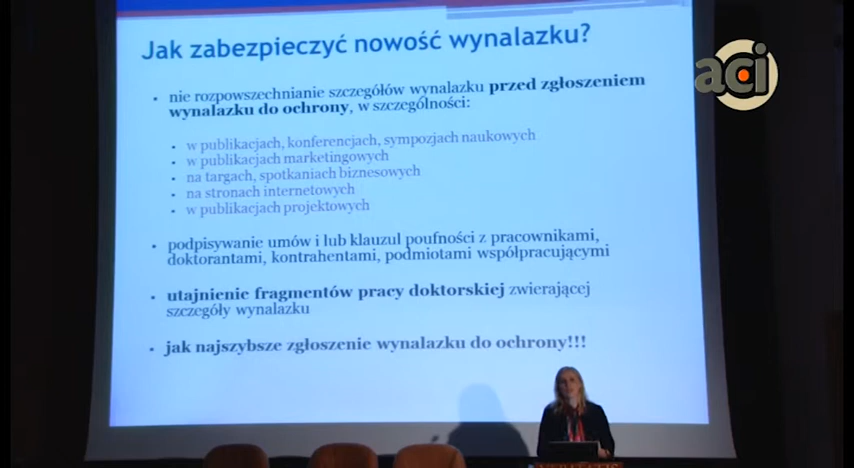 Jak zabezpieczyć nowość wynalazku?
aci
• nie rozpowszechnianie szczegółów wynalazku przed zgłoszeniem
wynalazku do ochrony, w szczególności:
• w publikacjach, konferencjach, sympozjach naukowych
• w publikacjach marketingowych
• na targach, spotkaniach biznesowych
• na stronach internetowych
• w publikacjach projektowych
• podpisywanie umów i lub klauzul poufności z pracownikami,
doktorantami, kontrahentami, podmiotami współpracującymi
• utajnienie fragmentów pracy doktorskiej zwierającej
szczegóły wynalazku
• jak najszybsze zgłoszenie wynalazku do ochrony!!!